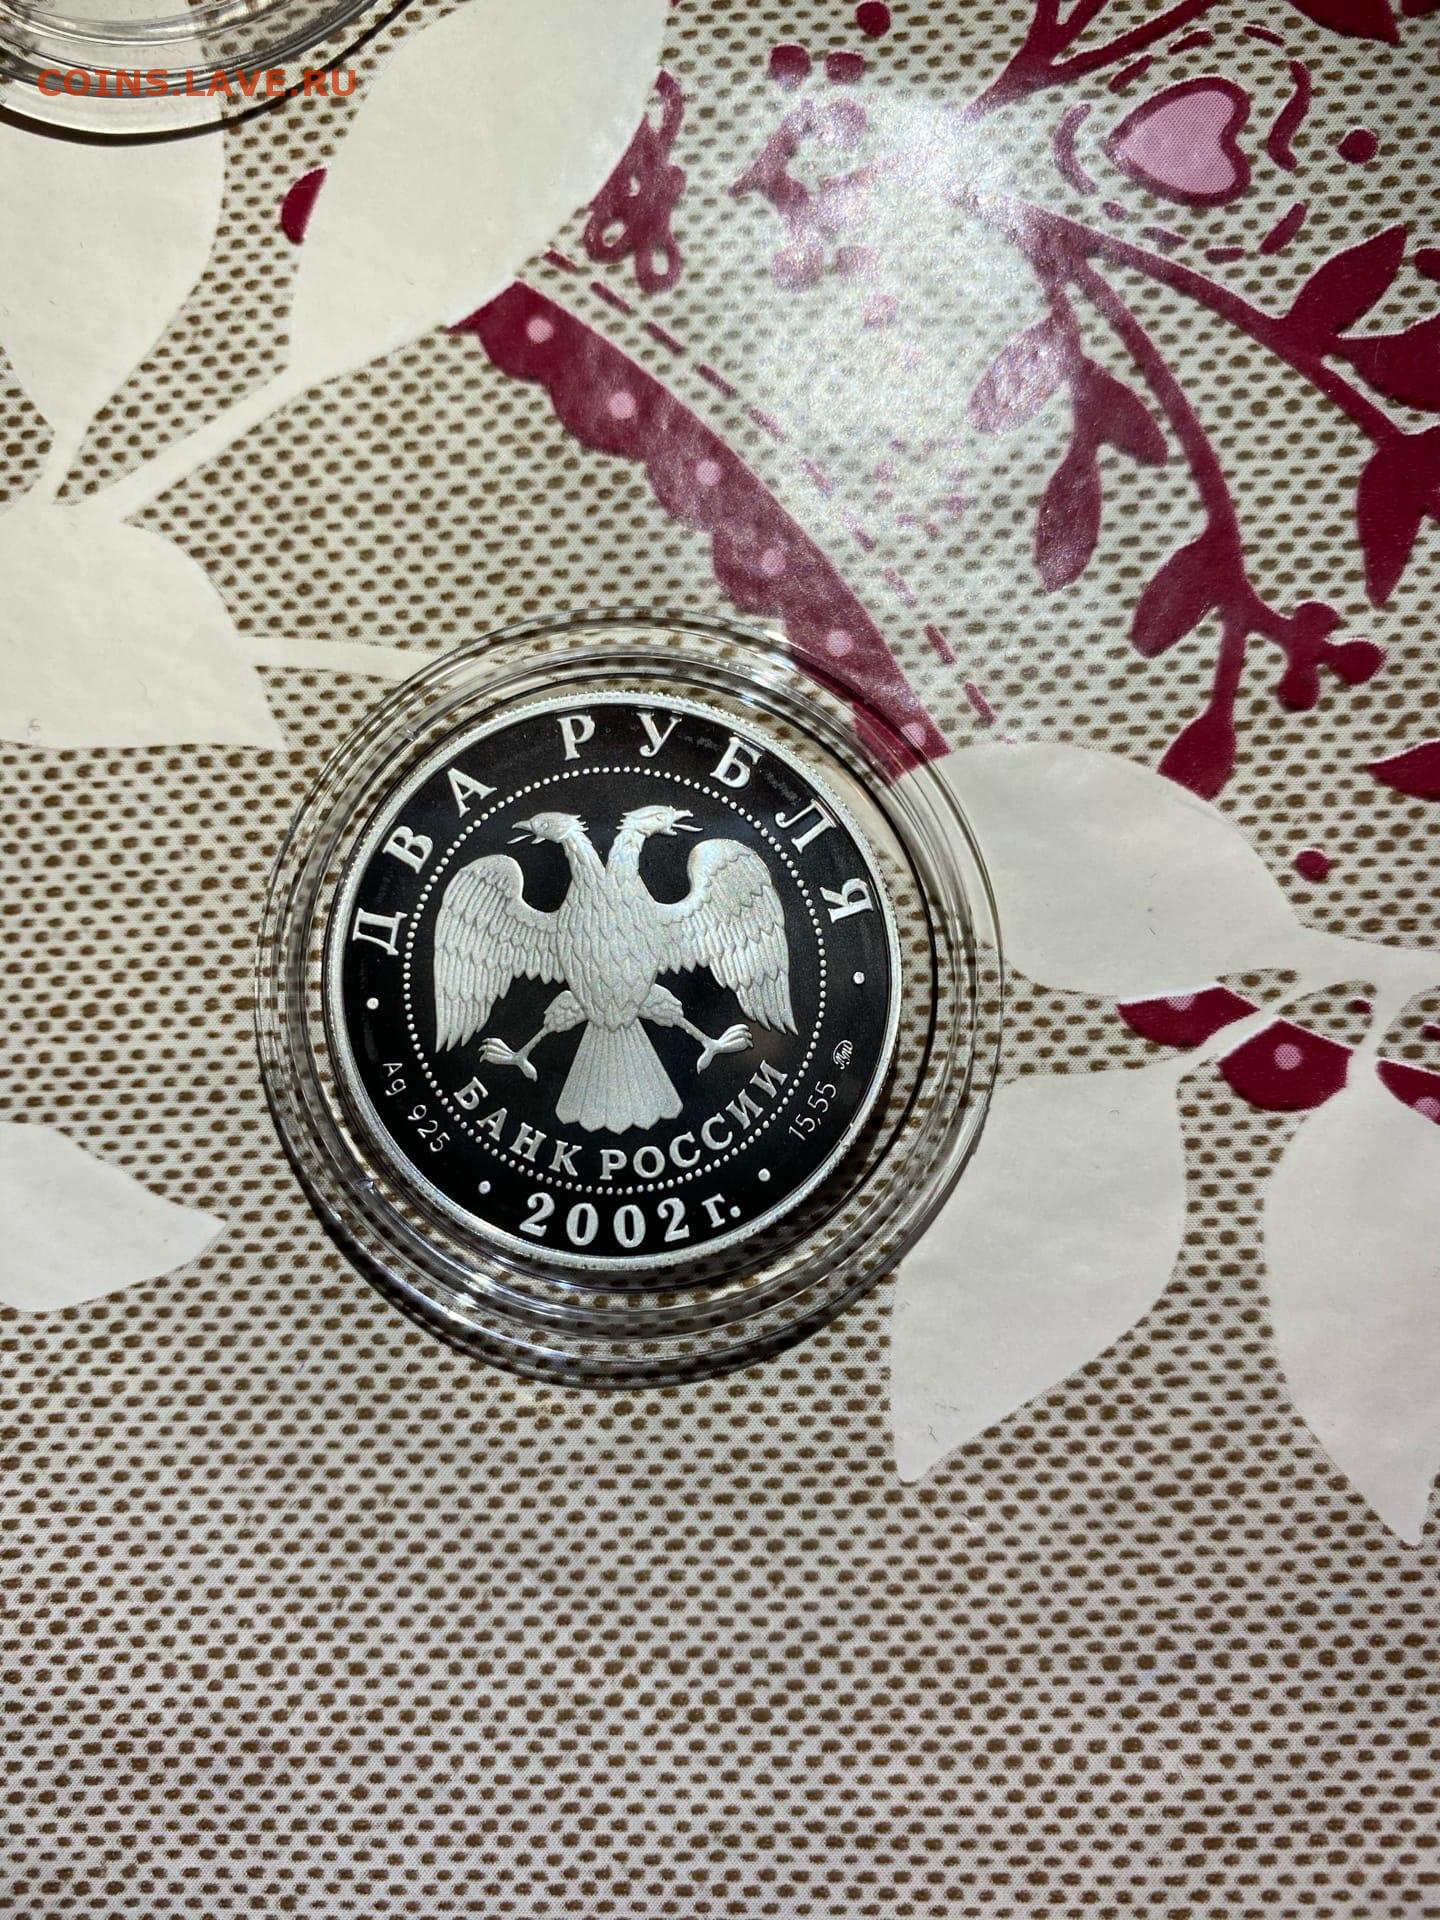 COINS.LAVE.RU
ДВА РУБЛЯ
Ag 925
БАНК РОССИИ
15,55
2002 г.